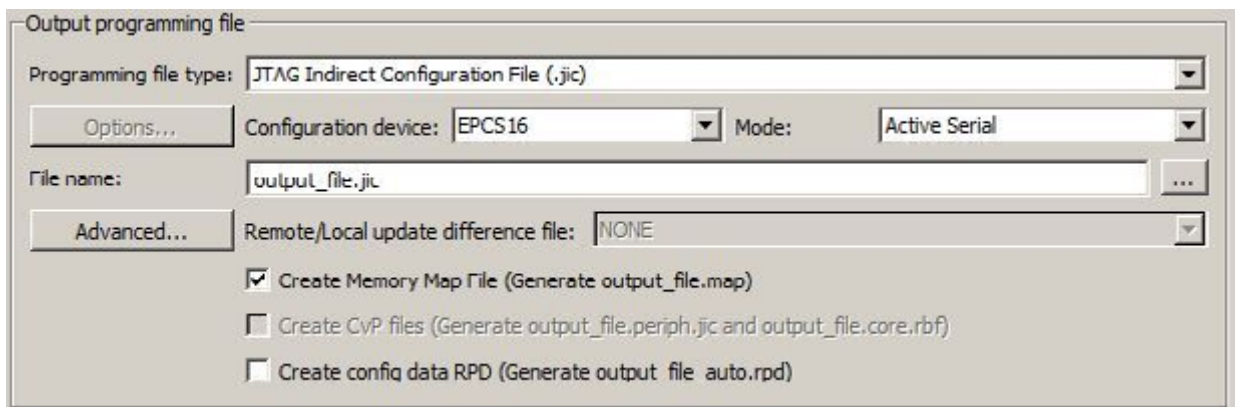 Output programming file
Programming file type: JTAG Indirect Configuration File (.jic)
Options... Configuration device: EPCS16 Mode: Active Serial
File name: output_file.jic ...
Advanced... Remote/Local update difference file: NONE
Create Memory Map File (Generate output_file.map)
Create CvP files (Generate output_file.periph.jic and output_file.core.rbf)
Create config data RPD (Generate output_file_auto.rpd)